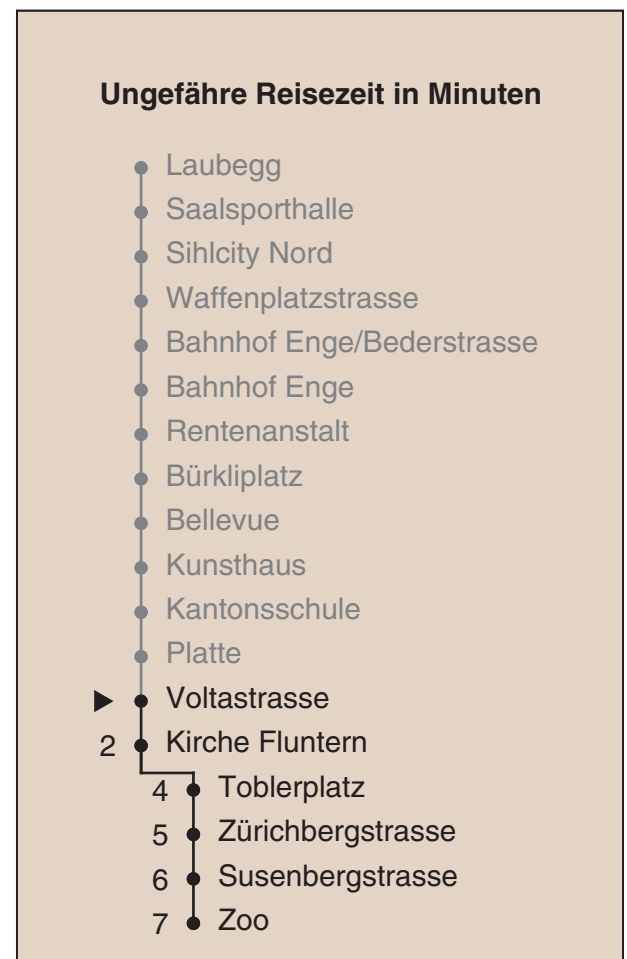 Ungefähre Reisezeit in Minuten
Laubegg
Saalsporthalle
Sihlcity Nord
Waffenplatzstrasse
Bahnhof Enge/Bederstrasse
Bahnhof Enge
Rentenanstalt
Bürkliplatz
Bellevue
Kunsthaus
Kantonsschule
Platte
Voltastrasse
2 Kirche Fluntern
4 Toblerplatz
5 Zürichbergstrasse
6 Susenbergstrasse
7 Zoo